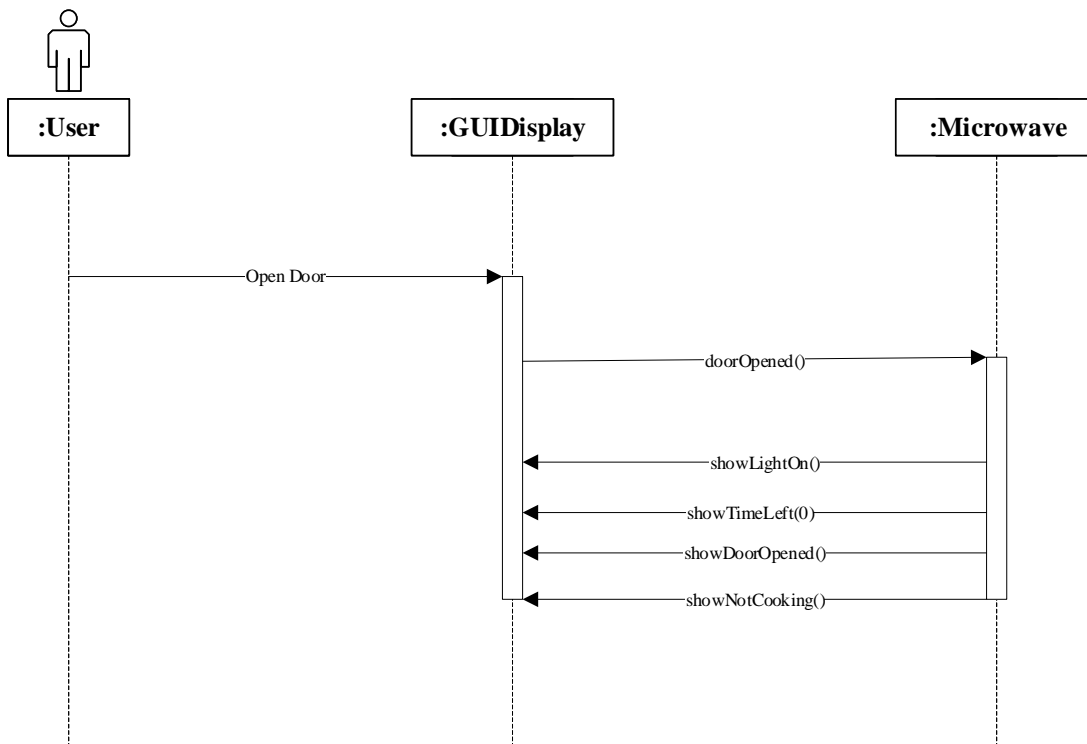 :User
:GUIDisplay
:Microwave
Open Door
doorOpened()
showLightOn()
showTimeLeft(0)
showDoorOpened()
showNotCooking()